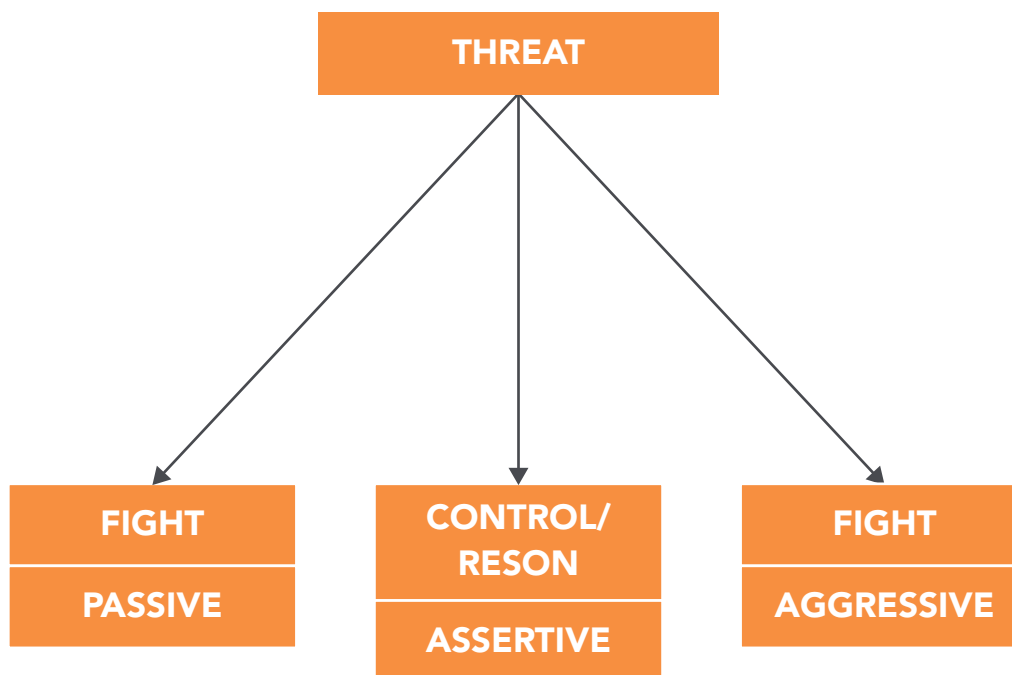 THREAT
FIGHT
PASSIVE
CONTROL/
RESON
ASSERTIVE
FIGHT
AGGRESSIVE